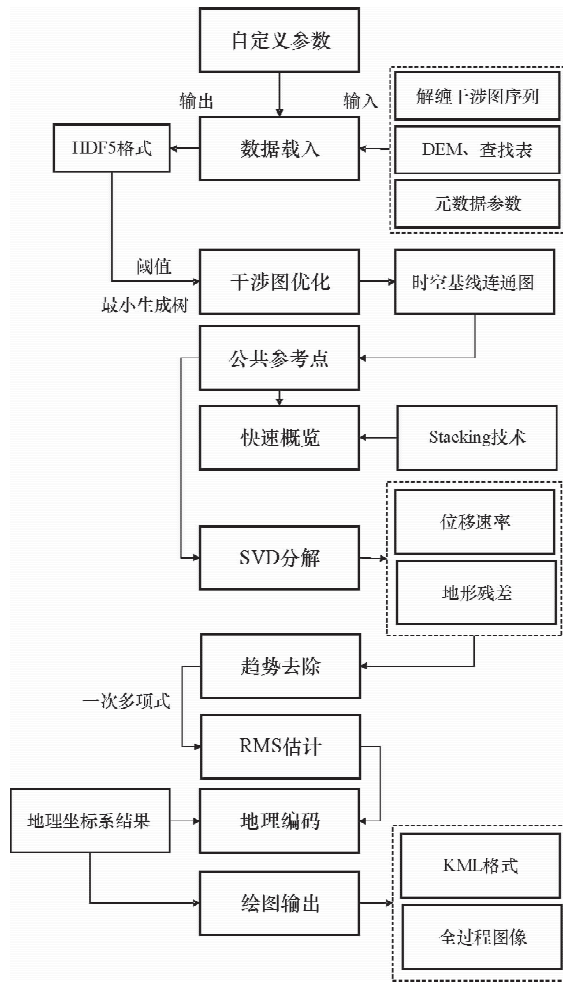 自定义参数
输出
输入
解缠干涉图序列
HDF5格式
数据载入
DEM、查找表
元数据参数
阈值
最小生成树
干涉图优化
时空基线连通图
公共参考点
快速概览
Stacking技术
位移速率
SVD分解
地形残差
趋势去除
一次多项式
RMS估计
地理坐标系结果
地理编码
KML格式
绘图输出
全过程图像